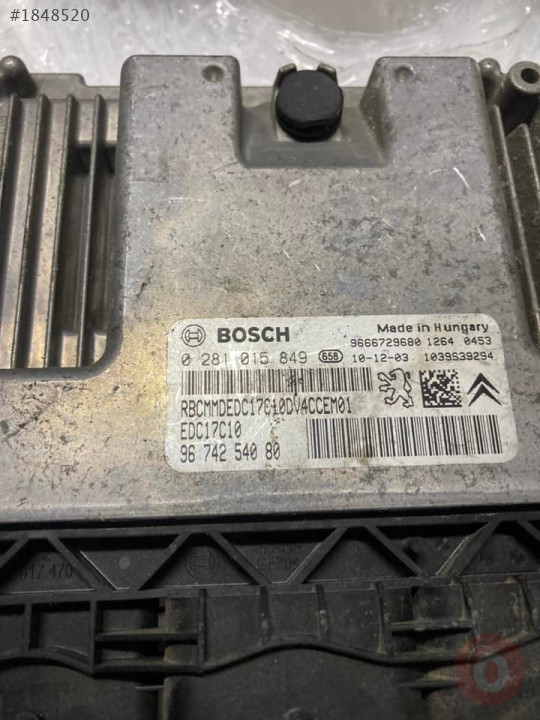 #1848520
BOSCH
Made in Hungary
9666729680 1264 0453
0 281 015 849 658 10-12-03 1039S39294
RBCMMDEDC17C10DV4CCEM01
EDC17C10
96 742 540 80